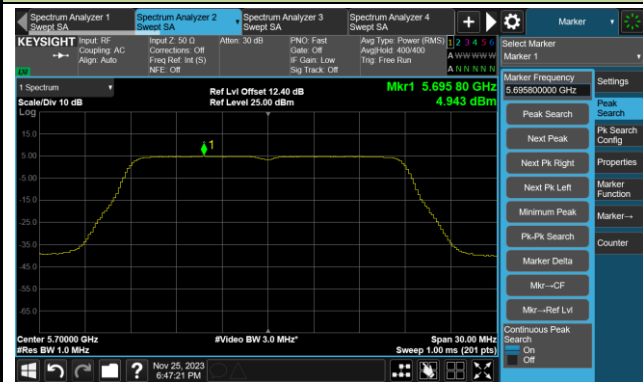 Spectrum Analyzer 1
Swept SA
Spectrum Analyzer 2
Swept SA
Spectrum Analyzer 3
Swept SA
Spectrum Analyzer 4
Swept SA
Marker
KEYSIGHT
Input: RF
Coupling: AC
Align: Auto
Input Z: 50 Ω
Corrections: Off
Freq Ref: Int (S)
NFE: Off
Atten: 30 dB
PNO: Fast
Gate: Off
IF Gain: Low
Sig Track: Off
Avg Type: Power (RMS)
Avg|Hold: 400/400
Trig: Free Run
1 2 3 4 5 6
A W W W W W
A N N N N N
Select Marker
Marker 1
1 Spectrum
Scale/Div 10 dB
Log
Ref Lvl Offset 12.40 dB
Ref Level 25.00 dBm
Mkr1 5.695 80 GHz
4.943 dBm
Marker Frequency
5.695800000 GHz
Settings
Peak Search
Next Peak
Next Pk Right
Next Pk Left
Minimum Peak
Pk-Pk Search
Marker Delta
Mkr→CF
Mkr→Ref Lvl
Continuous Peak
Search
On
Off
Peak
Search
Pk Search
Config
Properties
Marker
Function
Marker→
Counter
15.0
5.00
-5.00
-15.0
-25.0
-35.0
-45.0
-55.0
-65.0
1
Center 5.70000 GHz
#Res BW 1.0 MHz
#Video BW 3.0 MHz*
Span 30.00 MHz
Sweep 1.00 ms (201 pts)
?
Nov 25, 2023
6:47:21 PM